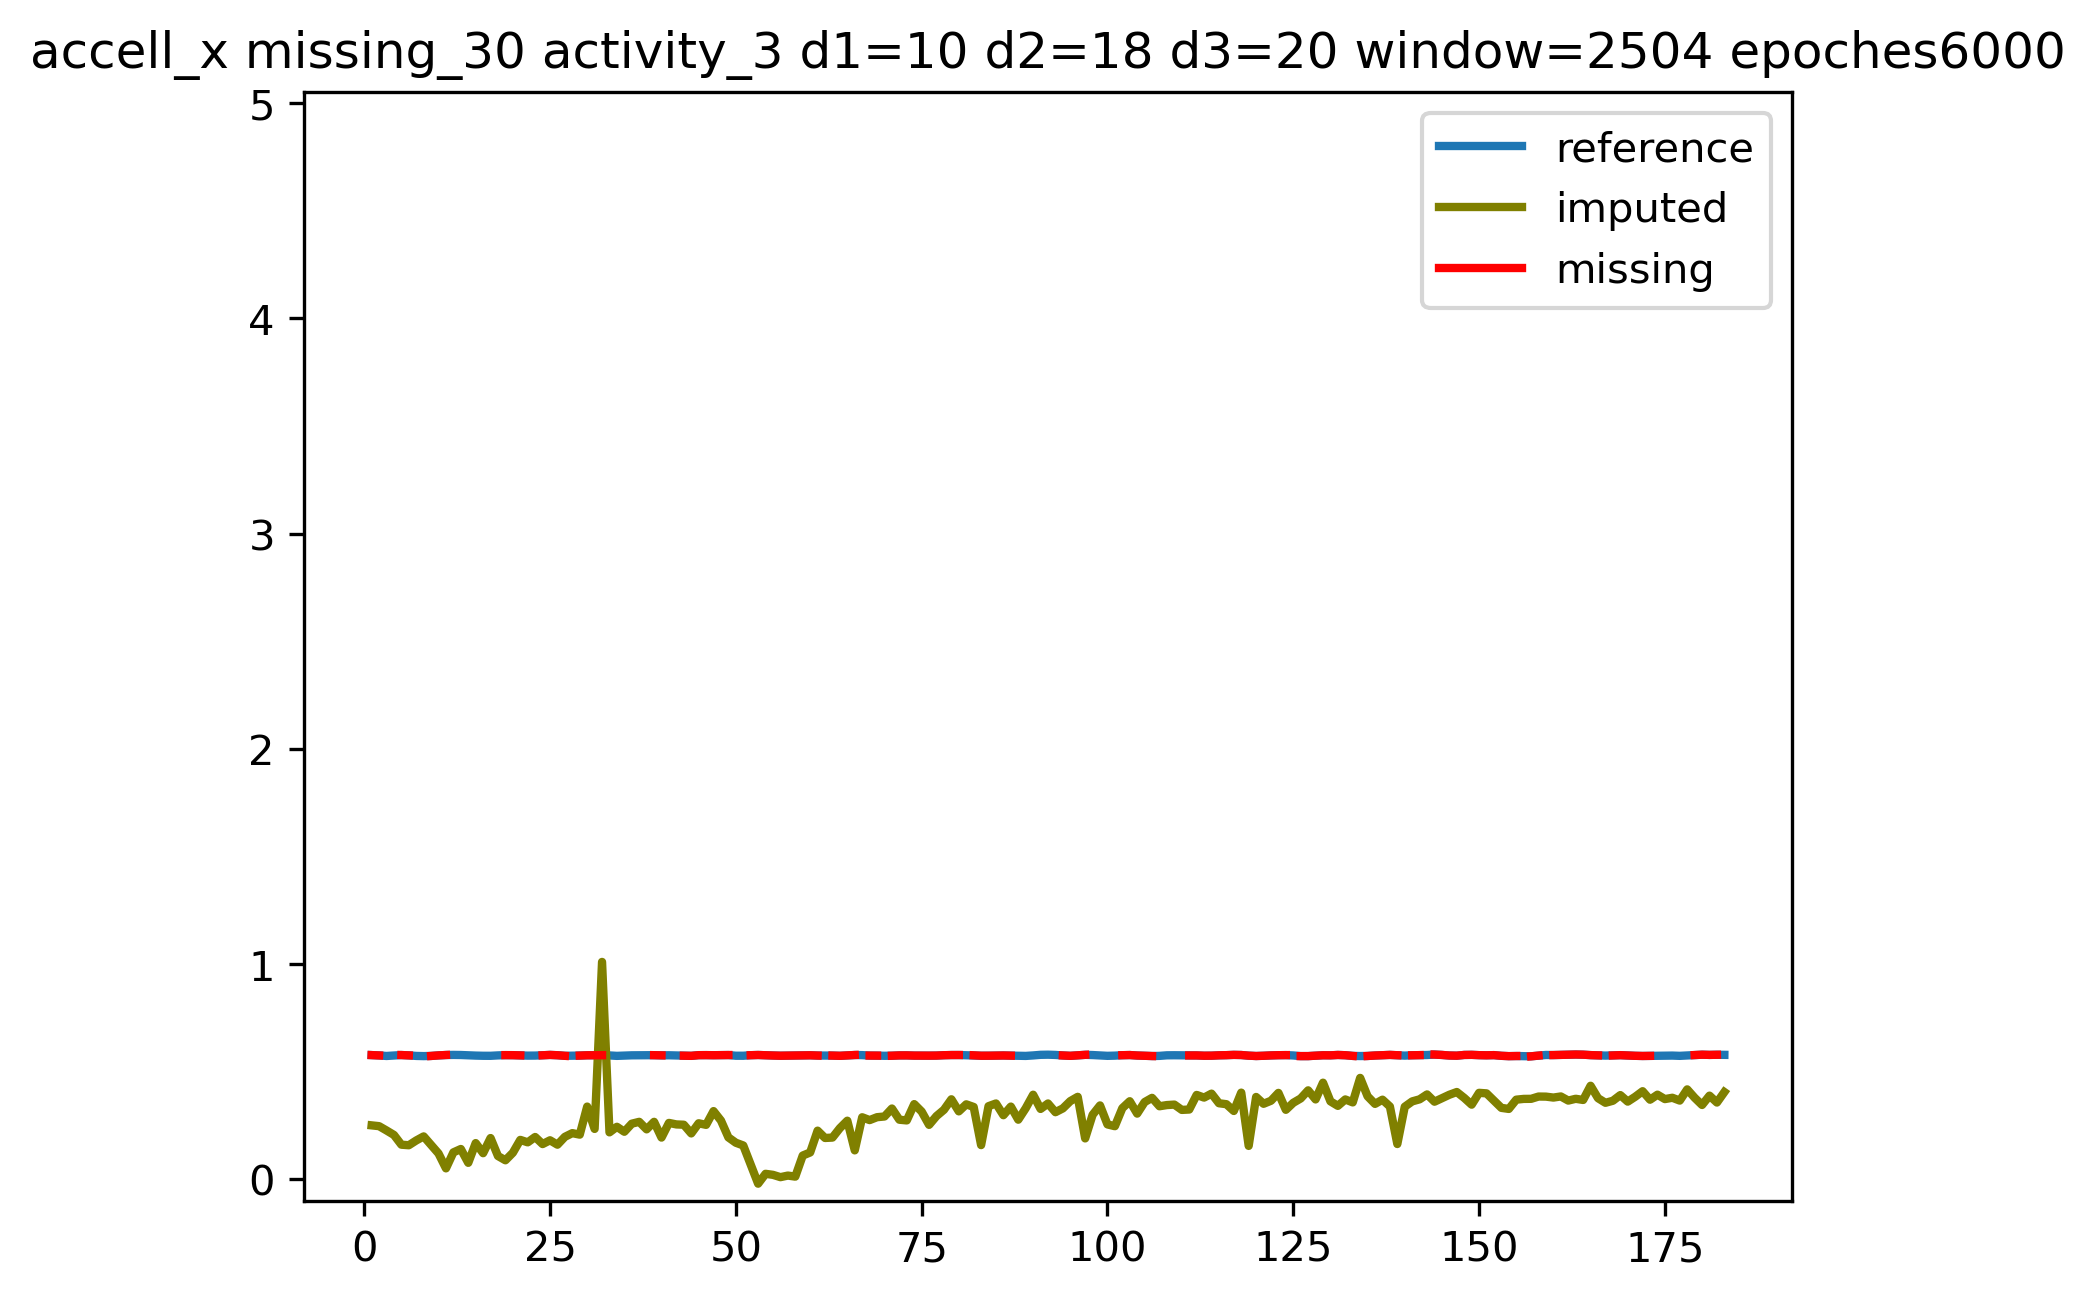 accell_x missing_30 activity_3 d1=10 d2=18 d3=20 window=2504 epoches6000
reference
imputed
missing
5
4
3
2
1
0
0 25 50 75 100 125 150 175